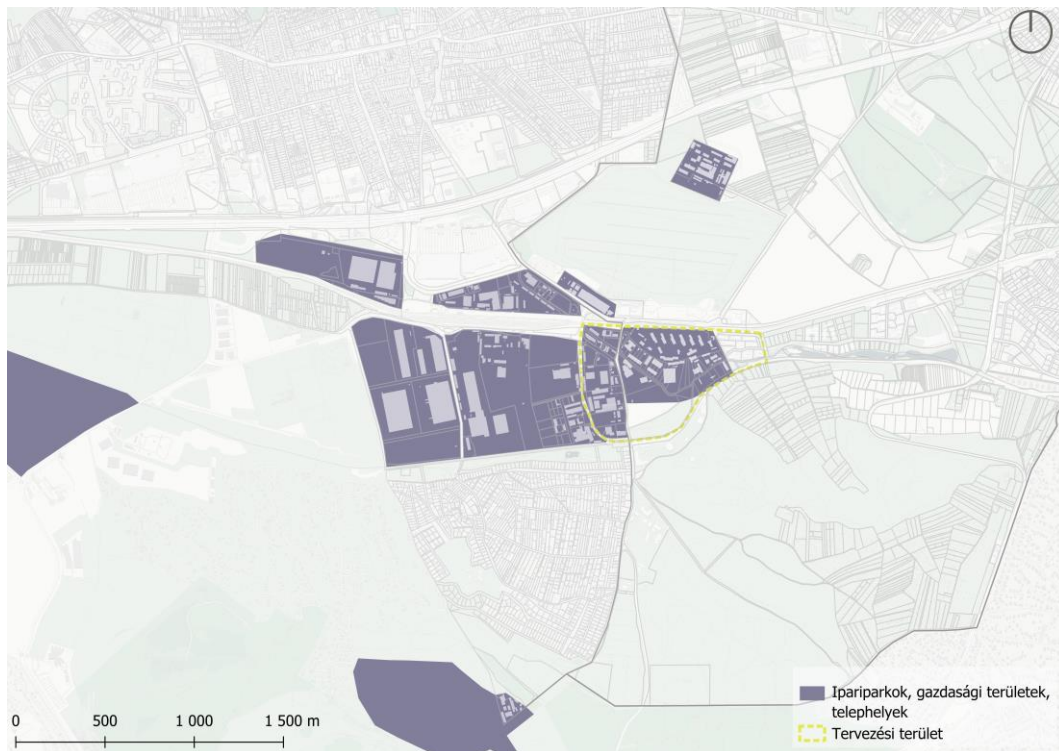 0 500 1 000 1 500 m
Ipariparkok, gazdasági területek,
telephelyek
Tervezési terület